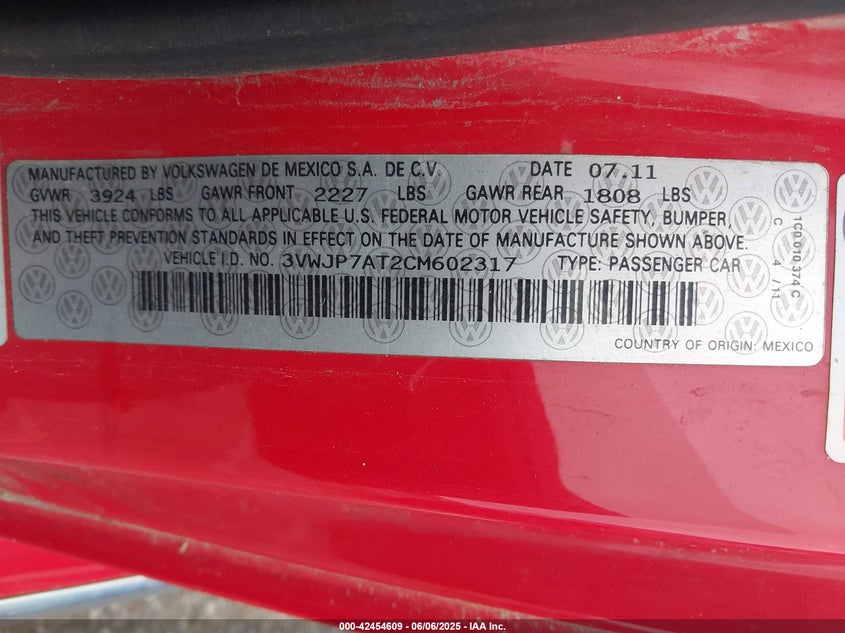 MANUFACTURED BY VOLKSWAGEN DE MEXICO S.A. DE C.V. DATE 07.11
GVWR 3924 LBS GAWR FRONT 2227 LBS GAWR REAR 1808 LBS
THIS VEHICLE CONFORMS TO ALL APPLICABLE U.S. FEDERAL MOTOR VEHICLE SAFETY, BUMPER,
AND THEFT PREVENTION STANDARDS IN EFFECT ON THE DATE OF MANUFACTURE SHOWN ABOVE.
VEHICLE I.D. NO. 3VWJP7AT2CM602317 TYPE: PASSENGER CAR
COUNTRY OF ORIGIN: MEXICO
1C0.010.374 C
C 4 /11
000-42454609 - 06/06/2025 - IAA Inc.